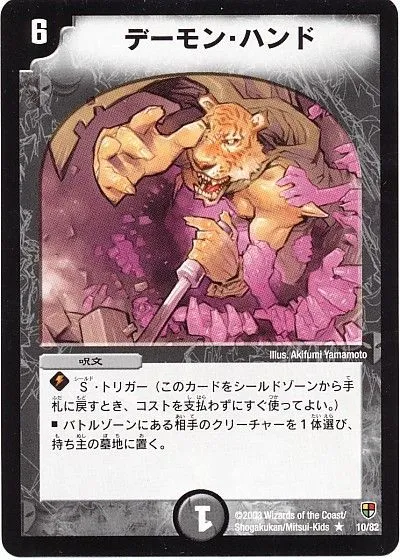 6
デーモン・ハンド
Illus. Akifumi Yamamoto
呪文
S・トリガー（このカードをシールドゾーンから手
札に戻すとき、コストを支払わずにすぐ使ってよい。）
■ バトルゾーンにある相手のクリーチャーを１体選び、
持ち主の墓地に置く。
1
©2003 Wizards of the Coast/
Shogakukan/Mitsui-Kids ★ 10/82